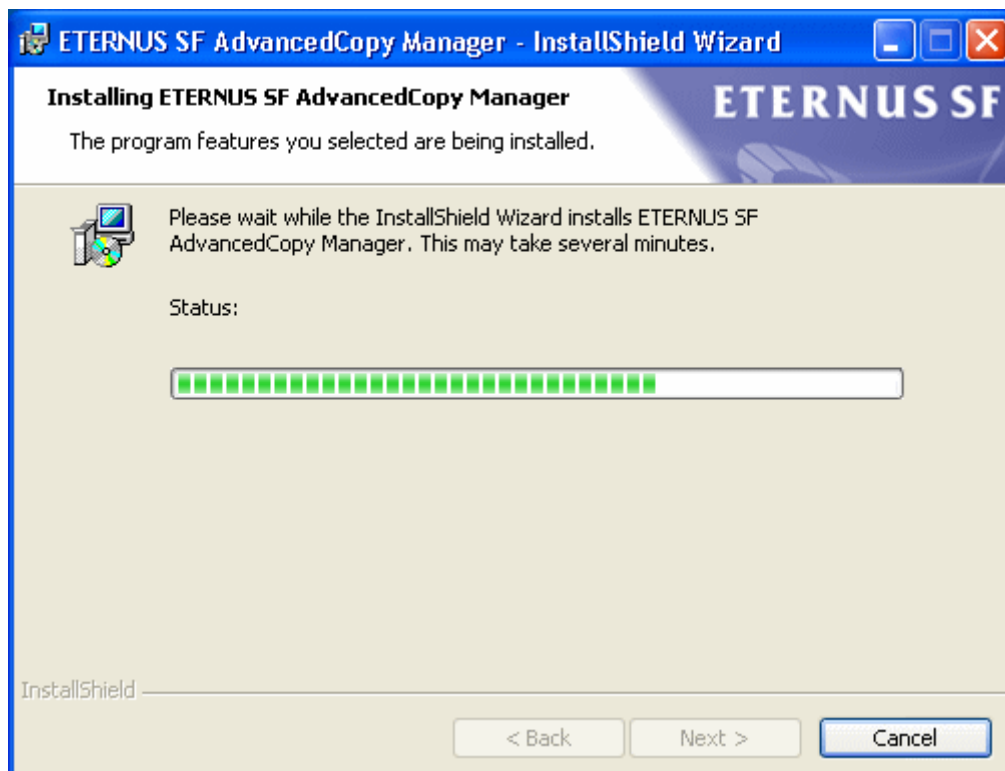 ETERNUS SF AdvancedCopy Manager - InstallShield Wizard
Installing ETERNUS SF AdvancedCopy Manager
ETERNUS SF
The program features you selected are being installed.
Please wait while the InstallShield Wizard installs ETERNUS SF
AdvancedCopy Manager. This may take several minutes.
Status:
InstallShield
< Back
Next >
Cancel